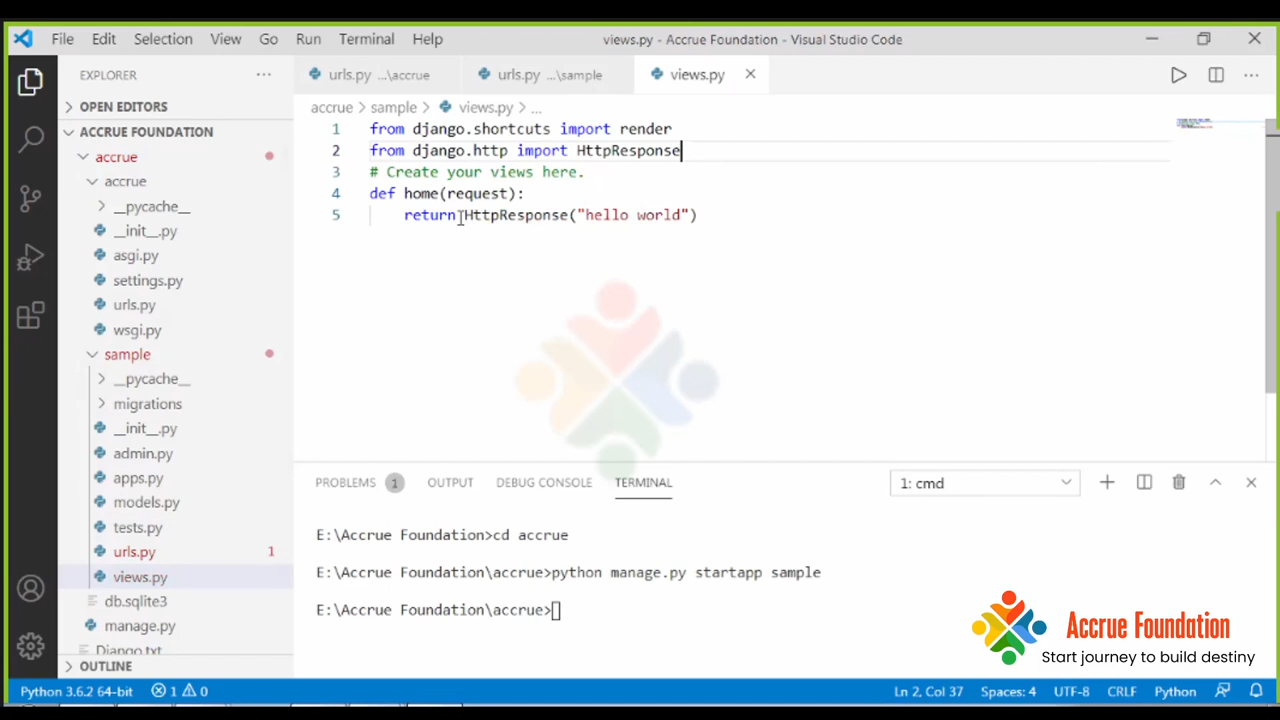 File Edit Selection View Go Run Terminal Help views.py - Accrue Foundation - Visual Studio Code
EXPLORER
OPEN EDITORS
ACCRUE FOUNDATION
accrue
accrue
__pycache__
__init__.py
asgi.py
settings.py
urls.py
wsgi.py
sample
__pycache__
migrations
__init__.py
admin.py
apps.py
models.py
tests.py
urls.py 1
views.py
db.sqlite3
manage.py
Django.txt
OUTLINE
urls.py ...\accrue urls.py ...\sample views.py
accrue > sample > views.py > ...
1 from django.shortcuts import render
2 from django.http import HttpResponse
3 # Create your views here.
4 def home(request):
5 return HttpResponse("hello world")
PROBLEMS 1 OUTPUT DEBUG CONSOLE TERMINAL 1: cmd
E:\Accrue Foundation>cd accrue
E:\Accrue Foundation\accrue>python manage.py startapp sample
E:\Accrue Foundation\accrue>
Accrue Foundation
Start journey to build destiny
Python 3.6.2 64-bit 1 0 Ln 2, Col 37 Spaces: 4 UTF-8 CRLF Python